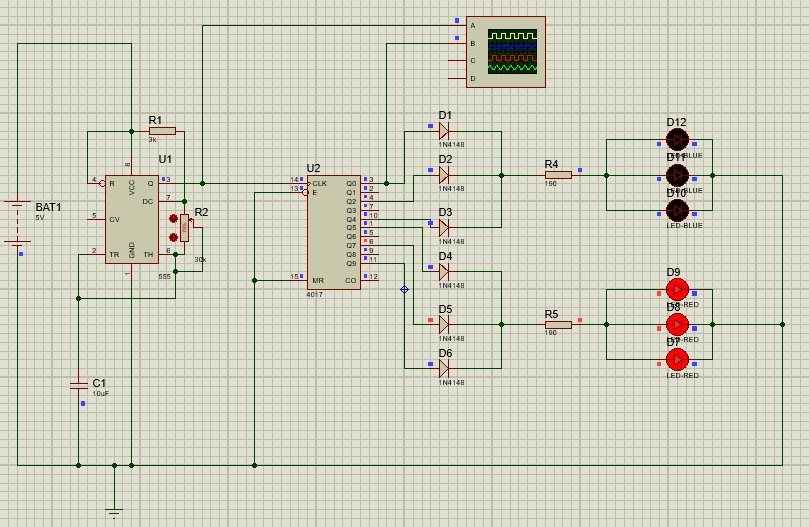 A
B
C
D
R1
3k
U1
4
R
VCC
8
Q
3
DC
7
5
CV
2
TR
GND
1
TH
6
555
R2
30k
BAT1
5V
C1
10uF
U2
14
CLK
13
E
15
MR
4017
Q0
3
Q1
2
Q2
4
Q3
7
Q4
10
Q5
1
Q6
5
Q7
6
Q8
9
Q9
11
CO
12
D1
1N4148
D2
1N4148
D3
1N4148
D4
1N4148
D5
1N4148
D6
1N4148
R4
190
R5
190
D12
LED-BLUE
D11
LED-BLUE
D10
LED-BLUE
D9
LED-RED
D8
LED-RED
D7
LED-RED